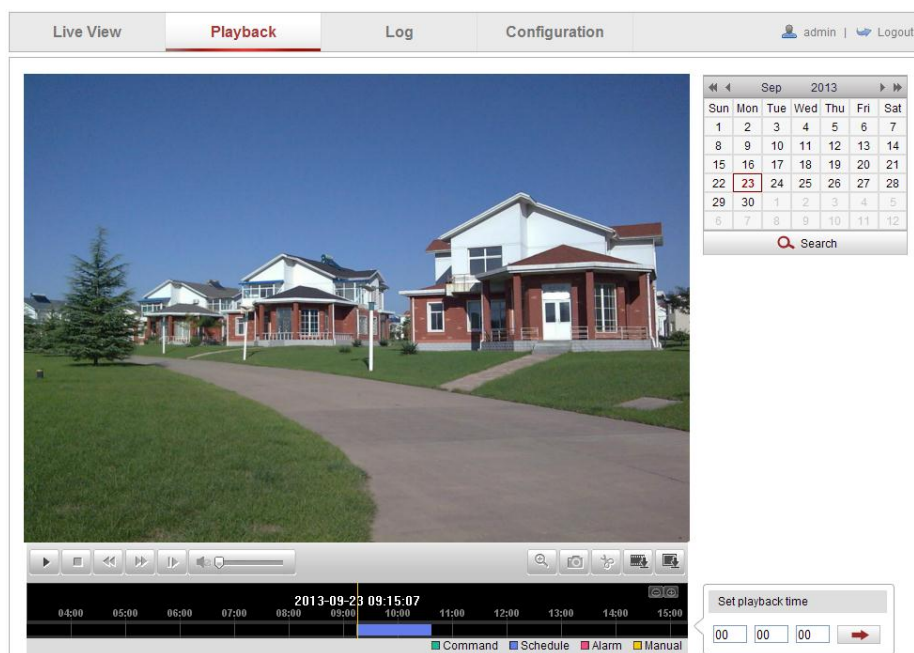 Live View Playback Log Configuration admin | Logout
Sep 2013
Sun Mon Tue Wed Thu Fri Sat
1 2 3 4 5 6 7
8 9 10 11 12 13 14
15 16 17 18 19 20 21
22 23 24 25 26 27 28
29 30 1 2 3 4 5
6 7 8 9 10 11 12
Search
2013-09-23 09:15:07
04:00 05:00 06:00 07:00 08:00 09:00 10:00 11:00 12:00 13:00 14:00 15:00
Command Schedule Alarm Manual
Set playback time
00 00 00